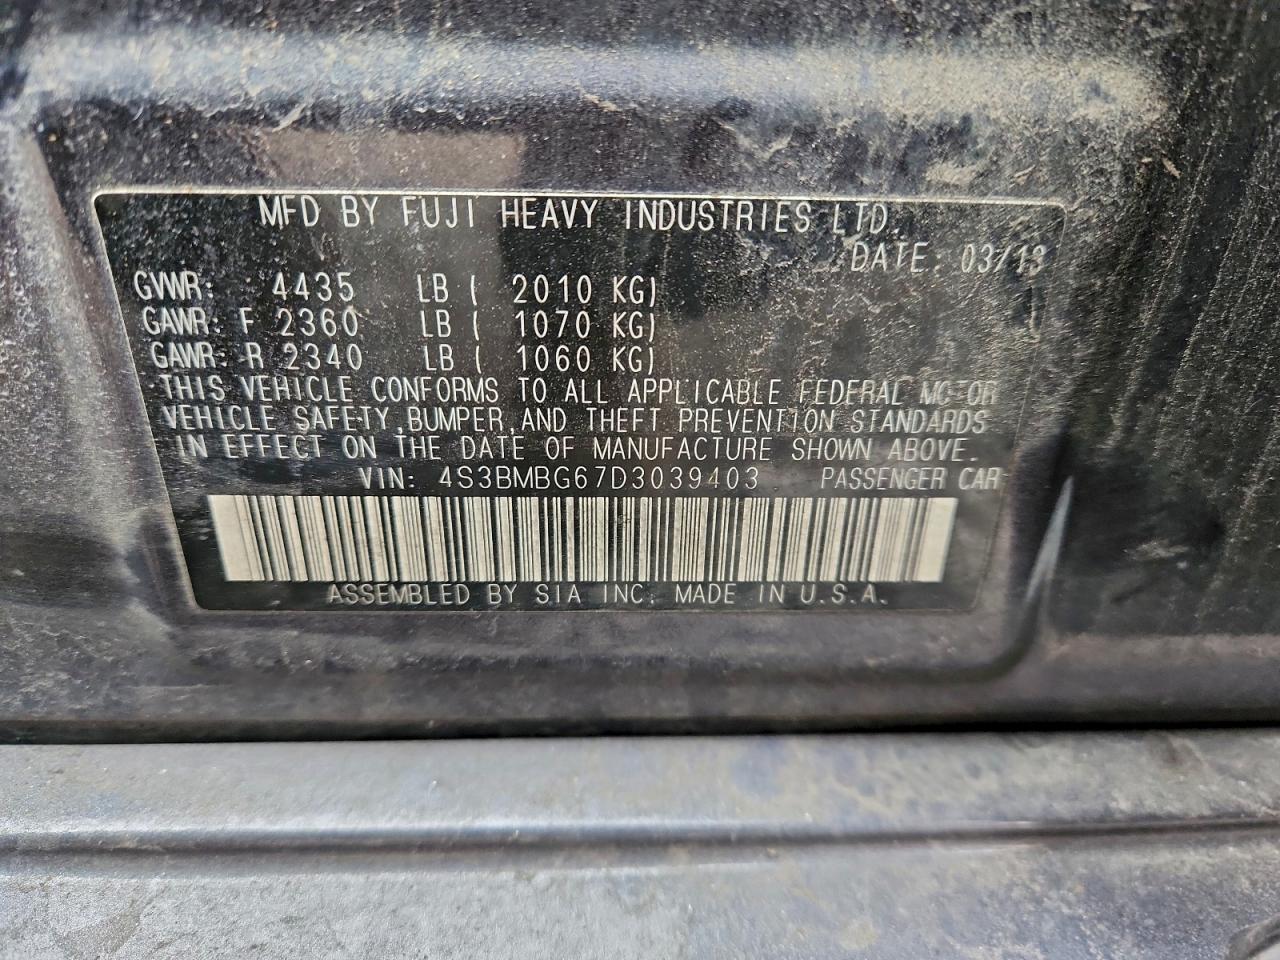 MFD BY FUJI HEAVY INDUSTRIES LTD.
DATE: 03/13
GVWR: 4435 LB ( 2010 KG)
GAWR: F 2360 LB ( 1070 KG)
GAWR: R 2340 LB ( 1060 KG)
THIS VEHICLE CONFORMS TO ALL APPLICABLE FEDERAL MOTOR
VEHICLE SAFETY, BUMPER, AND THEFT PREVENTION STANDARDS
IN EFFECT ON THE DATE OF MANUFACTURE SHOWN ABOVE.
VIN: 4S3BMBG67D3039403 PASSENGER CAR
ASSEMBLED BY SIA INC. MADE IN U.S.A.